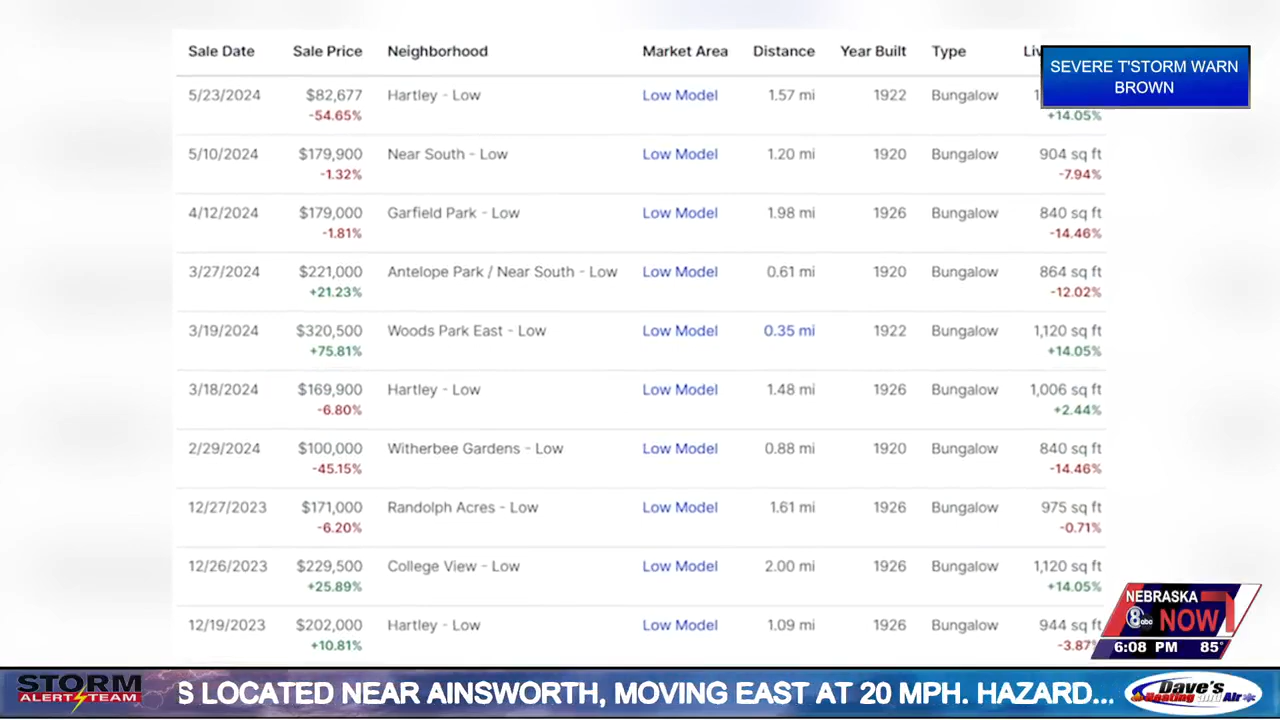 Sale Date Sale Price Neighborhood Market Area Distance Year Built Type
SEVERE T'STORM WARN
BROWN
5/23/2024 $82,677 Hartley - Low Low Model 1.57 mi 1922 Bungalow
-54.65% +14.05%
5/10/2024 $179,900 Near South - Low Low Model 1.20 mi 1920 Bungalow 904 sq ft
-1.32% -7.94%
4/12/2024 $179,000 Garfield Park - Low Low Model 1.98 mi 1926 Bungalow 840 sq ft
-1.81% -14.46%
3/27/2024 $221,000 Antelope Park / Near South - Low Low Model 0.61 mi 1920 Bungalow 864 sq ft
+21.23% -12.02%
3/19/2024 $320,500 Woods Park East - Low Low Model 0.35 mi 1922 Bungalow 1,120 sq ft
+75.81% +14.05%
3/18/2024 $169,900 Hartley - Low Low Model 1.48 mi 1926 Bungalow 1,006 sq ft
-6.80% +2.44%
2/29/2024 $100,000 Witherbee Gardens - Low Low Model 0.88 mi 1920 Bungalow 840 sq ft
-45.15% -14.46%
12/27/2023 $171,000 Randolph Acres - Low Low Model 1.61 mi 1926 Bungalow 975 sq ft
-6.20% -0.71%
12/26/2023 $229,500 College View - Low Low Model 2.00 mi 1926 Bungalow 1,120 sq ft
+25.89% +14.05%
12/19/2023 $202,000 Hartley - Low Low Model 1.09 mi 1926 Bungalow 944 sq ft
+10.81% -3.87%
NEBRASKA
8 abc NOW
6:08 PM 85°
STORM
ALERT TEAM
S LOCATED NEAR AINSWORTH, MOVING EAST AT 20 MPH. HAZARD...
Dave's
Heating and Air